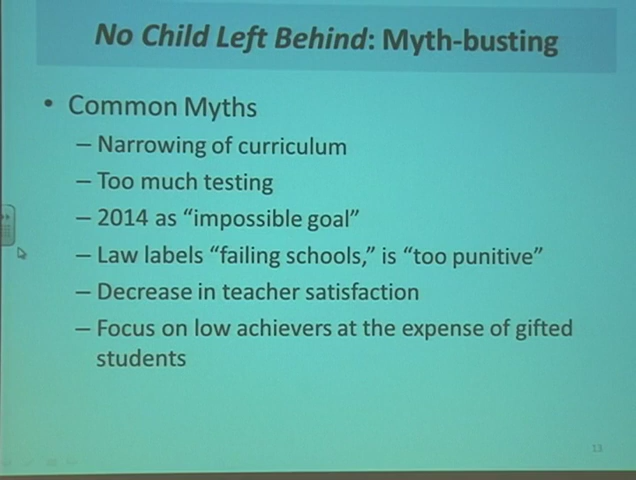 No Child Left Behind: Myth-busting
• Common Myths
– Narrowing of curriculum
– Too much testing
– 2014 as “impossible goal”
– Law labels “failing schools,” is “too punitive”
– Decrease in teacher satisfaction
– Focus on low achievers at the expense of gifted
students
13